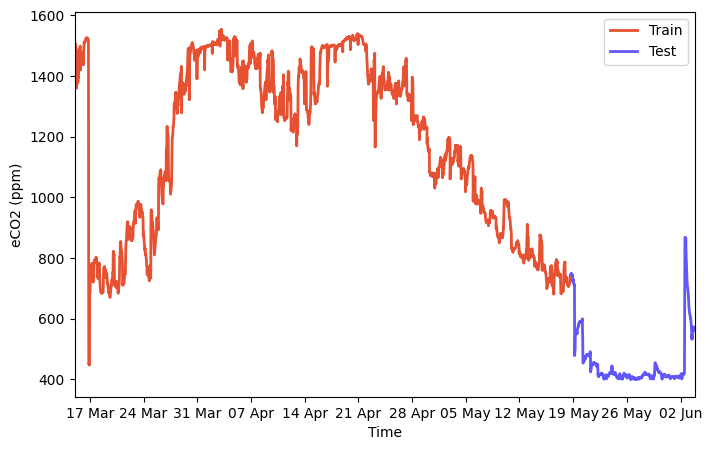 Train
Test
eCO2 (ppm)
1600
1400
1200
1000
800
600
400
17 Mar 24 Mar 31 Mar 07 Apr 14 Apr 21 Apr 28 Apr 05 May 12 May 19 May 26 May 02 Jun
Time